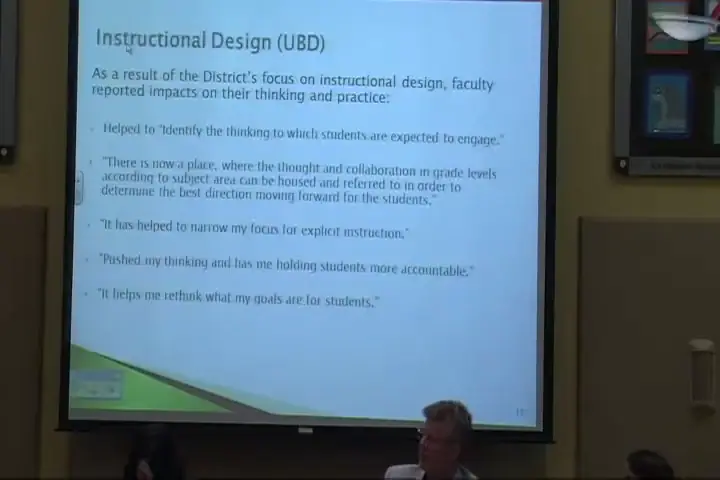 Instructional Design (UBD)
As a result of the District's focus on instructional design, faculty
reported impacts on their thinking and practice:
Helped to "Identify the thinking to which students are expected to engage."
"There is now a place, where the thought and collaboration in grade levels
according to subject area can be housed and referred to in order to
determine the best direction moving forward for the students."
"It has helped to narrow my focus for explicit instruction."
"Pushed my thinking and has me holding students more accountable."
"It helps me rethink what my goals are for students."